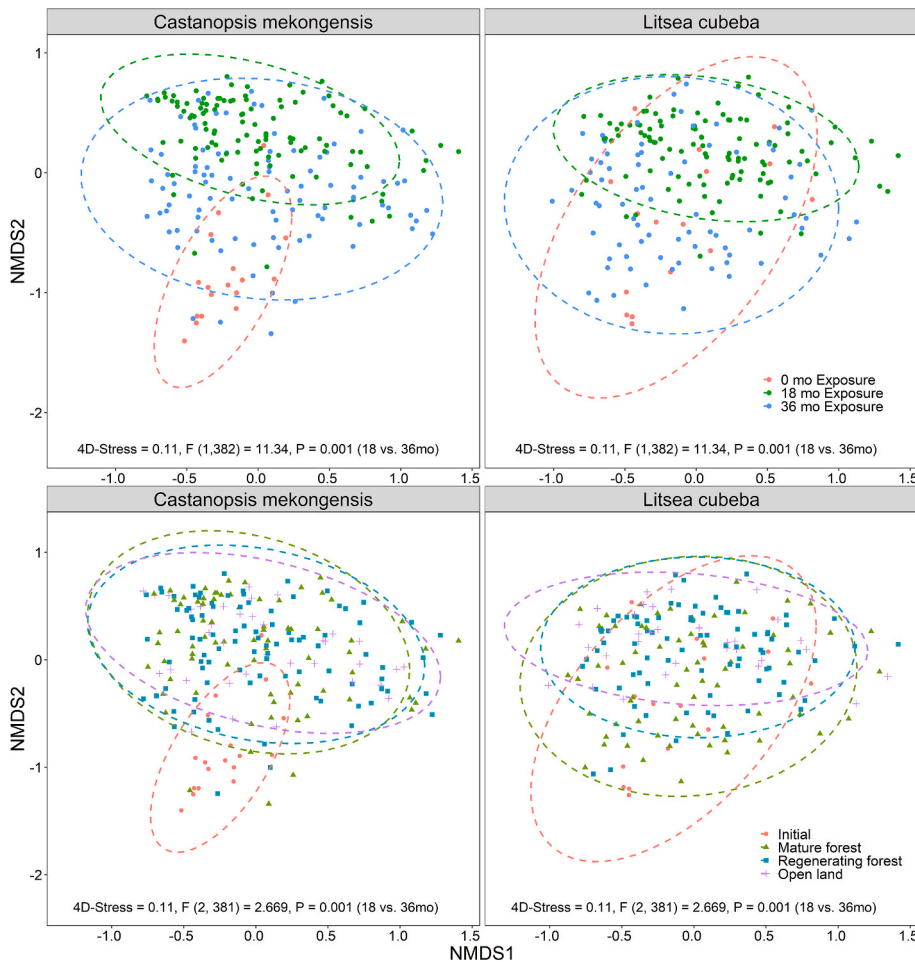 Castanopsis mekongensis
Litsea cubeba
1
0
-1
-2
NMDS2
0 mo Exposure
18 mo Exposure
36 mo Exposure
4D-Stress = 0.11, F (1,382) = 11.34, P = 0.001 (18 vs. 36mo)
4D-Stress = 0.11, F (1,382) = 11.34, P = 0.001 (18 vs. 36mo)
-1.0 -0.5 0.0 0.5 1.0 1.5
-1.0 -0.5 0.0 0.5 1.0 1.5
Castanopsis mekongensis
Litsea cubeba
1
0
-1
-2
NMDS2
Initial
Mature forest
Regenerating forest
Open land
4D-Stress = 0.11, F (2, 381) = 2.669, P = 0.001 (18 vs. 36mo)
4D-Stress = 0.11, F (2, 381) = 2.669, P = 0.001 (18 vs. 36mo)
-1.0 -0.5 0.0 0.5 1.0 1.5
-1.0 -0.5 0.0 0.5 1.0 1.5
NMDS1